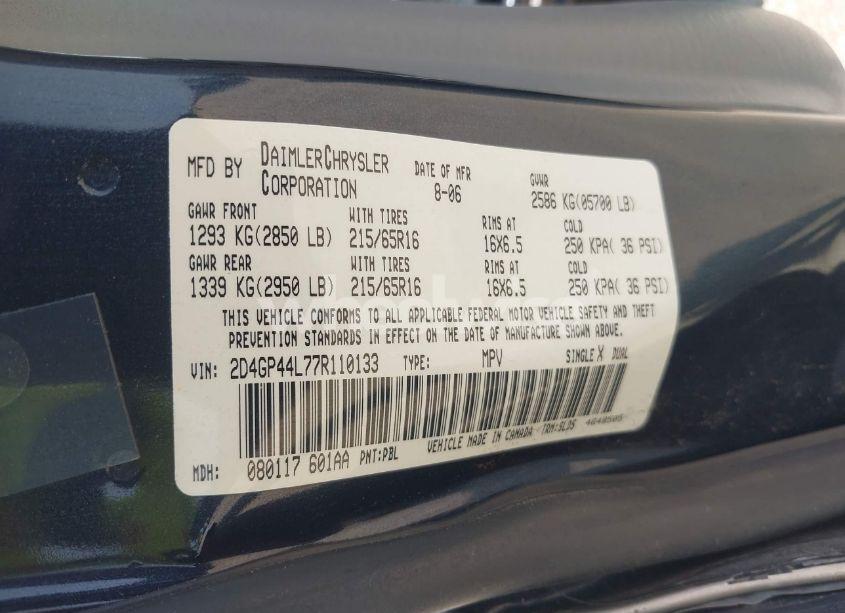 MFD BY DAIMLERCHRYSLER CORPORATION DATE OF MFR 8-06 GVWR 2586 KG(05700 LB)
GAWR FRONT WITH TIRES RIMS AT COLD
1293 KG(2850 LB) 215/65R16 16X6.5 250 KPA( 36 PSI)
GAWR REAR WITH TIRES RIMS AT COLD
1339 KG(2950 LB) 215/65R16 16X6.5 250 KPA( 36 PSI)
THIS VEHICLE CONFORMS TO ALL APPLICABLE FEDERAL MOTOR VEHICLE SAFETY AND THEFT
PREVENTION STANDARDS IN EFFECT ON THE DATE OF MANUFACTURE SHOWN ABOVE.
VIN: 2D4GP44L77R110133 TYPE: MPV SINGLE X DUAL
MDH: 080117 601AA PNT:PBL VEHICLE MADE IN CANADA TRM:SLDS